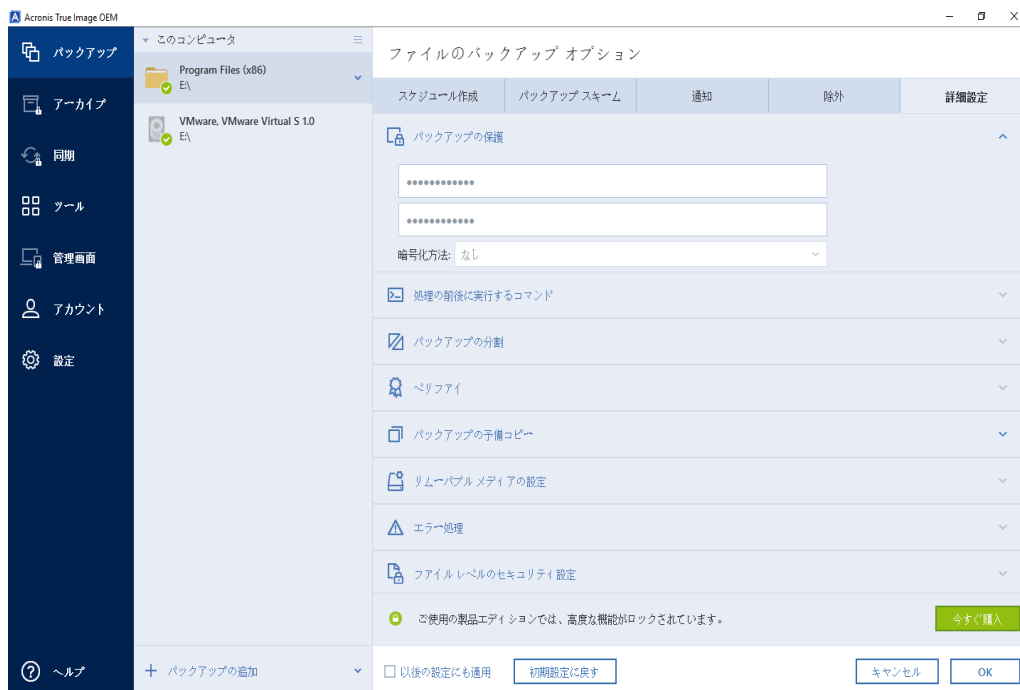 Acronis True Image OEM
バックアップ
アーカイブ
同期
ツール
管理画面
アカウント
設定
ヘルプ
このコンピュータ
Program Files (x86)
E:\
VMware, VMware Virtual S 1.0
E:\
バックアップの追加
ファイルのバックアップ オプション
スケジュール作成 バックアップ スキーム 通知 除外 詳細設定
バックアップの保護
暗号化方法: なし
処理の前後に実行するコマンド
バックアップの分割
ベリファイ
バックアップの予備コピー
リムーバブル メディアの設定
エラー処理
ファイル レベルのセキュリティ設定
ご使用の製品エディションでは、高度な機能がロックされています。
今すぐ購入
以後の設定にも適用 初期設定に戻す キャンセル OK